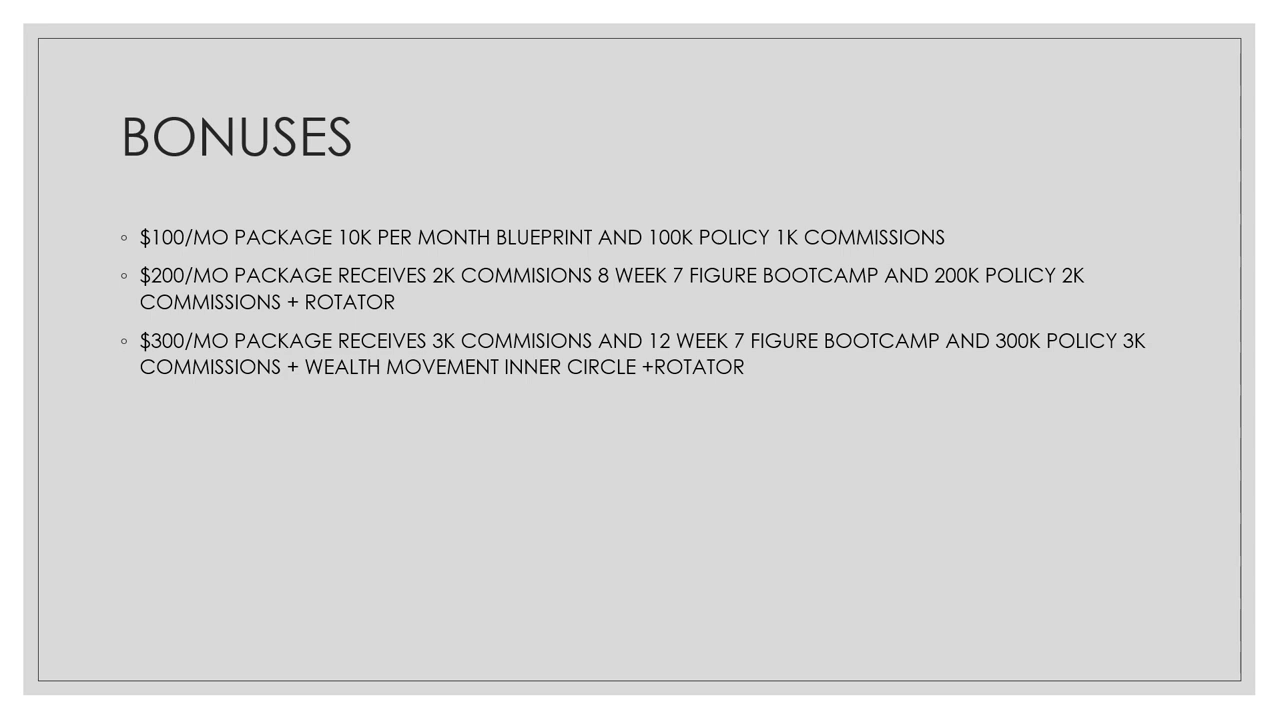 BONUSES
◦ $100/MO PACKAGE 10K PER MONTH BLUEPRINT AND 100K POLICY 1K COMMISSIONS
◦ $200/MO PACKAGE RECEIVES 2K COMMISIONS 8 WEEK 7 FIGURE BOOTCAMP AND 200K POLICY 2K
COMMISSIONS + ROTATOR
◦ $300/MO PACKAGE RECEIVES 3K COMMISIONS AND 12 WEEK 7 FIGURE BOOTCAMP AND 300K POLICY 3K
COMMISSIONS + WEALTH MOVEMENT INNER CIRCLE +ROTATOR